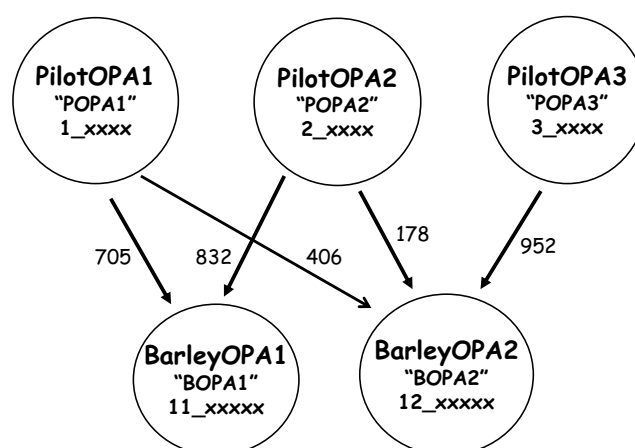 PilotOPA1
“POPA1”
1_xxxx
PilotOPA2
“POPA2”
2_xxxx
PilotOPA3
“POPA3”
3_xxxx
705
832
406
178
952
BarleyOPA1
“BOPA1”
11_xxxxx
BarleyOPA2
“BOPA2”
12_xxxxx